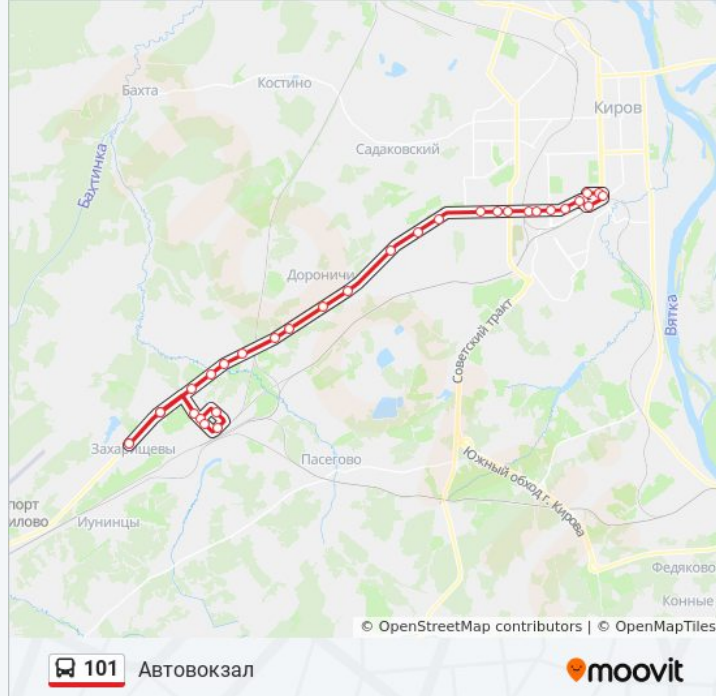 Бахта
Костино
Киров
Садаковский
Бахтинка
Дороничи
Вятка
Советский тракт
Захарищевы
Пасегово
Южный обход г. Кирова
порт
илово
Иунинцы
Федяково
Конные
© OpenStreetMap contributors | © OpenMapTiles
101 Автовокзал
moovit